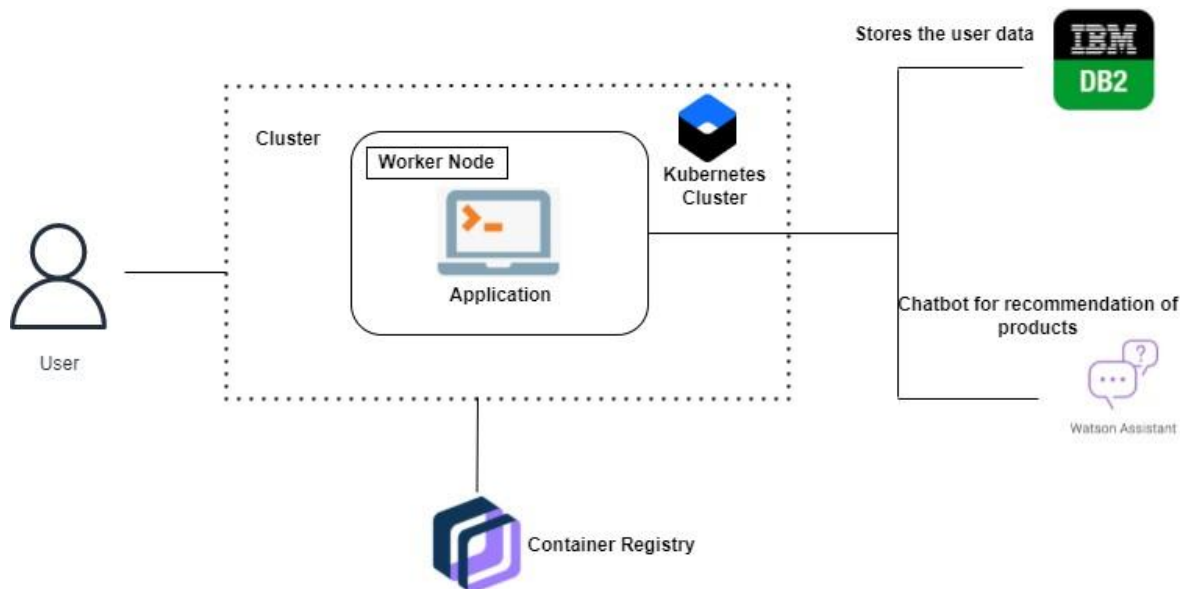 Stores the user data
IBM
DB2
Cluster
Worker Node
Kubernetes
Cluster
Application
User
Chatbot for recommendation of
products
?
Watson Assistant
Container Registry